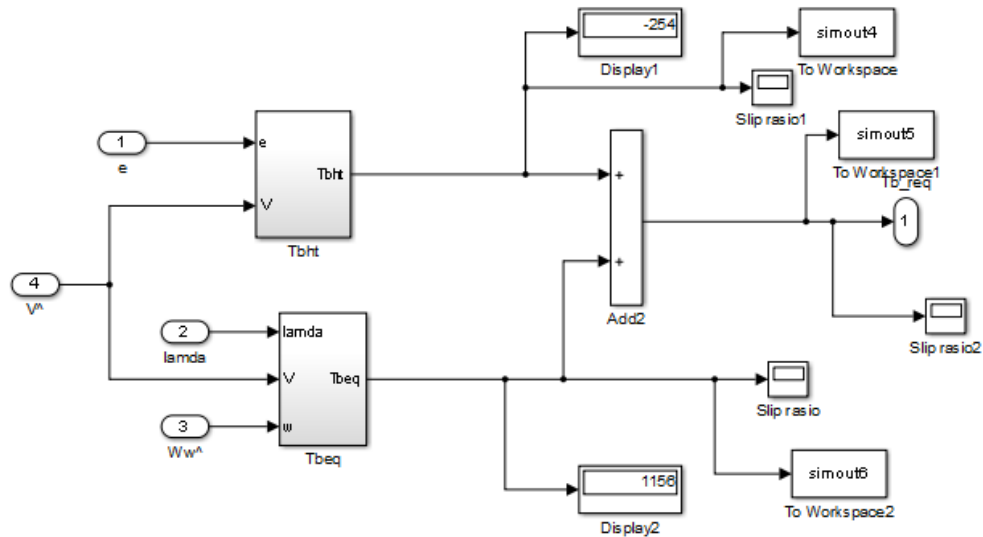 -254
Display1
simout4
To Workspace
Slip rasio1
simout5
To Workspace1
1
e
e
V
Tbht
Tbht
+
+
Add2
Tb_req
1
4
V^
2
lamda
3
Ww^
lamda
V
w
Tbeq
Tbeq
Slip rasio2
Slip rasio
1156
Display2
simout6
To Workspace2